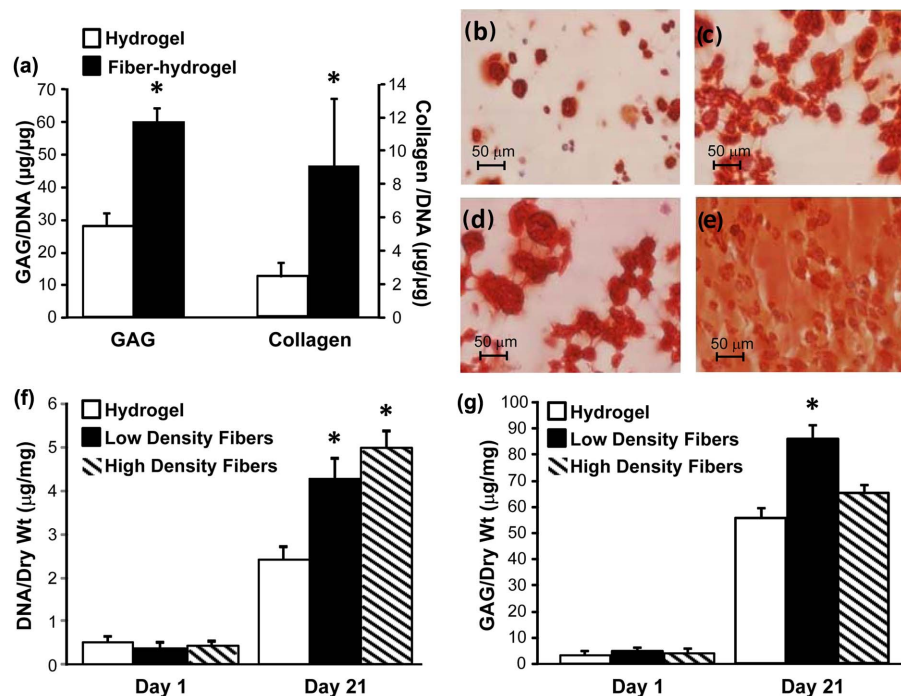 (a)
Hydrogel
Fiber-hydrogel
GAG/DNA (µg/µg)
70
60
50
40
30
20
10
0
*
*
14
12
10
8
6
4
2
0
Collagen /DNA (µg/µg)
GAG
Collagen
(b)
50 µm
(c)
50 µm
(d)
50 µm
(e)
50 µm
(f)
Hydrogel
Low Density Fibers
High Density Fibers
DNA/Dry Wt (µg/mg)
6
5
4
3
2
1
0
*
*
Day 1
Day 21
(g)
Hydrogel
Low Density Fibers
High Density Fibers
GAG/Dry Wt (µg/mg)
100
90
80
70
60
50
40
30
20
10
0
*
Day 1
Day 21